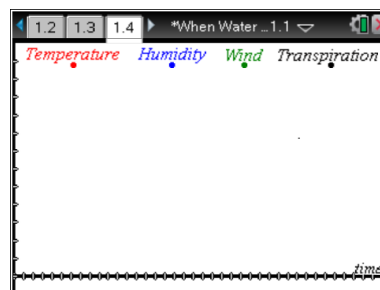 1.2 1.3 1.4 *When Water ...1.1
Temperature Humidity Wind Transpiration
time